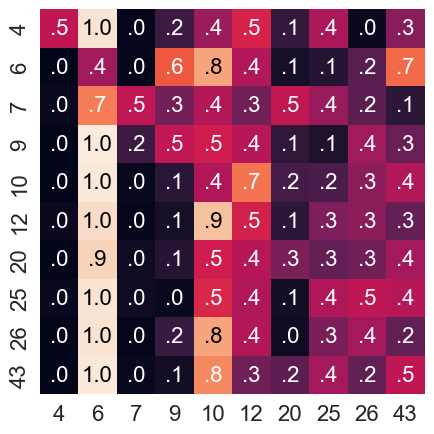 4 .5 1.0 .0 .2 .4 .5 .1 .4 .0 .3
6 .0 .4 .0 .6 .8 .4 .1 .1 .2 .7
7 .0 .7 .5 .3 .4 .3 .5 .4 .2 .1
9 .0 1.0 .2 .5 .5 .4 .1 .1 .4 .3
10 .0 1.0 .0 .1 .4 .7 .2 .2 .3 .4
12 .0 1.0 .0 .1 .9 .5 .1 .3 .3 .3
20 .0 .9 .0 .1 .5 .4 .3 .3 .3 .4
25 .0 1.0 .0 .0 .5 .4 .1 .4 .5 .4
26 .0 1.0 .0 .2 .8 .4 .0 .3 .4 .2
43 .0 1.0 .0 .1 .8 .3 .2 .4 .2 .5
4 6 7 9 10 12 20 25 26 43